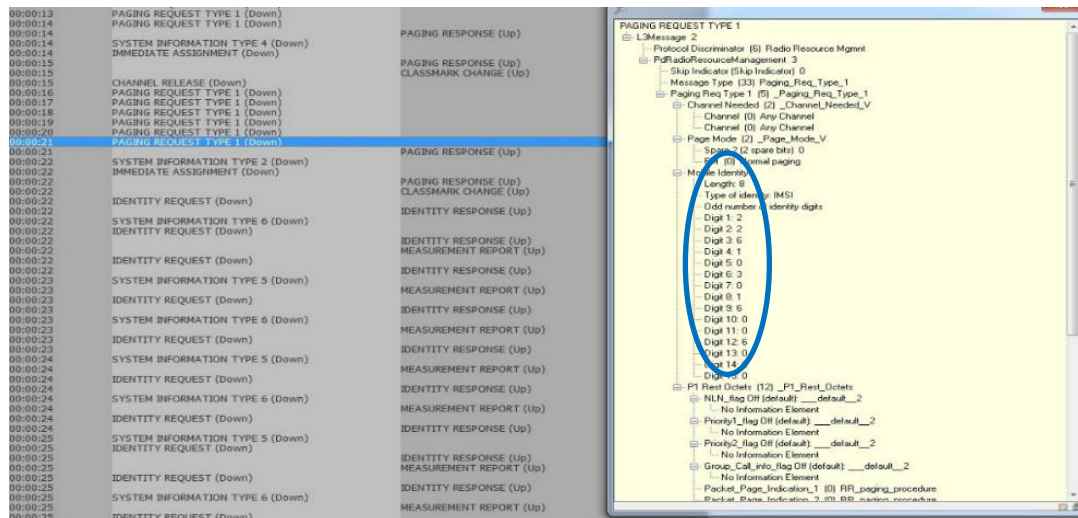 00:00:13 PAGING REQUEST TYPE 1 (Down)
00:00:14 PAGING REQUEST TYPE 1 (Down)
00:00:14 PAGING RESPONSE (Up)
00:00:14 SYSTEM INFORMATION TYPE 4 (Down)
00:00:14 IMMEDIATE ASSIGNMENT (Down)
00:00:15 PAGING RESPONSE (Up)
00:00:15 CLASSMARK CHANGE (Up)
00:00:15 CHANNEL RELEASE (Down)
00:00:16 PAGING REQUEST TYPE 1 (Down)
00:00:17 PAGING REQUEST TYPE 1 (Down)
00:00:18 PAGING REQUEST TYPE 1 (Down)
00:00:19 PAGING REQUEST TYPE 1 (Down)
00:00:20 PAGING REQUEST TYPE 1 (Down)
00:00:21 PAGING REQUEST TYPE 1 (Down)
00:00:21 PAGING RESPONSE (Up)
00:00:22 SYSTEM INFORMATION TYPE 2 (Down)
00:00:22 IMMEDIATE ASSIGNMENT (Down)
00:00:22 PAGING RESPONSE (Up)
00:00:22 CLASSMARK CHANGE (Up)
00:00:22 IDENTITY REQUEST (Down)
00:00:22 IDENTITY RESPONSE (Up)
00:00:22 SYSTEM INFORMATION TYPE 6 (Down)
00:00:22 IDENTITY REQUEST (Down)
00:00:22 IDENTITY RESPONSE (Up)
00:00:22 MEASUREMENT REPORT (Up)
00:00:22 IDENTITY REQUEST (Down)
00:00:22 IDENTITY RESPONSE (Up)
00:00:23 SYSTEM INFORMATION TYPE 5 (Down)
00:00:23 MEASUREMENT REPORT (Up)
00:00:23 IDENTITY REQUEST (Down)
00:00:23 IDENTITY RESPONSE (Up)
00:00:23 SYSTEM INFORMATION TYPE 6 (Down)
00:00:23 MEASUREMENT REPORT (Up)
00:00:23 IDENTITY REQUEST (Down)
00:00:23 IDENTITY RESPONSE (Up)
00:00:24 SYSTEM INFORMATION TYPE 5 (Down)
00:00:24 MEASUREMENT REPORT (Up)
00:00:24 IDENTITY REQUEST (Down)
00:00:24 IDENTITY RESPONSE (Up)
00:00:24 SYSTEM INFORMATION TYPE 6 (Down)
00:00:24 MEASUREMENT REPORT (Up)
00:00:24 IDENTITY REQUEST (Down)
00:00:24 IDENTITY RESPONSE (Up)
00:00:25 SYSTEM INFORMATION TYPE 5 (Down)
00:00:25 IDENTITY REQUEST (Down)
00:00:25 IDENTITY RESPONSE (Up)
00:00:25 MEASUREMENT REPORT (Up)
00:00:25 IDENTITY REQUEST (Down)
00:00:25 IDENTITY RESPONSE (Up)
00:00:25 SYSTEM INFORMATION TYPE 6 (Down)
00:00:25 MEASUREMENT REPORT (Up)
00:00:25 IDENTITY REQUEST (Down)
PAGING REQUEST TYPE 1
L3Message 2
Protocol Discriminator (6) Radio Resource Mgmnt
PdRadioResourceManagement 3
Skip Indicator (Skip Indicator) 0
Message Type (33) Paging_Req_Type_1
Paging Req Type 1 (5) _Paging_Req_Type_1
Channel Needed (2) _Channel_Needed_V
Channel (0) Any Channel
Channel (0) Any Channel
Page Mode (2) _Page_Mode_V
Spare 2 (2 spare bits) 0
(0) Normal paging
Mobile Identity
Length: 8
Type of identity: IMSI
Odd number of identity digits
Digit 1: 2
Digit 2: 2
Digit 3: 6
Digit 4: 1
Digit 5: 0
Digit 6: 3
Digit 7: 0
Digit 8: 1
Digit 9: 6
Digit 10: 0
Digit 11: 0
Digit 12: 6
Digit 13: 0
Digit 14:
Digit 15: 0
P1 Rest Octets (12) _P1_Rest_Octets
NLN_flag Off (default): ___default__2
No Information Element
Priority1_flag Off (default): ___default__2
No Information Element
Priority2_flag Off (default): ___default__2
No Information Element
Group_Call_info_flag Off (default): ___default__2
No Information Element
Packet_Page_Indication_1 (0) RR_paging_procedure
Packet_Page_Indication_2 (0) RR_paging_procedure